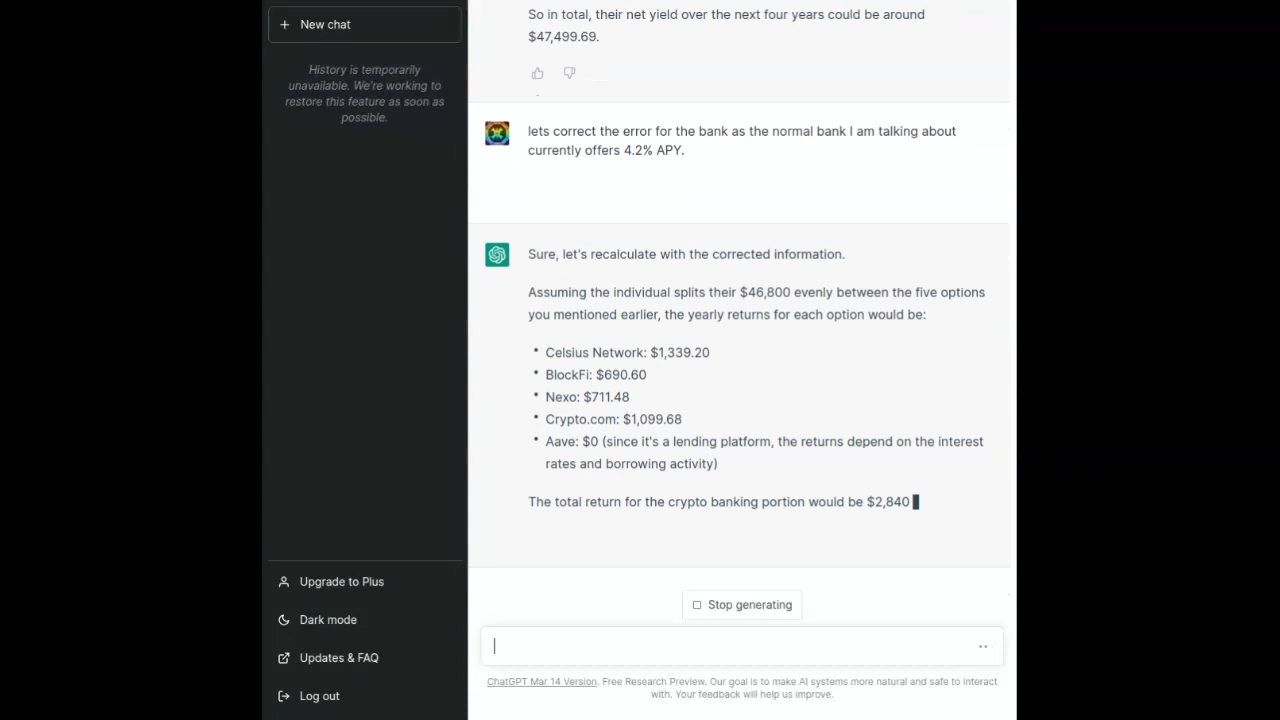 + New chat
History is temporarily
unavailable. We're working to
restore this feature as soon as
possible.
Upgrade to Plus
Dark mode
Updates & FAQ
Log out
So in total, their net yield over the next four years could be around
$47,499.69.
lets correct the error for the bank as the normal bank I am talking about
currently offers 4.2% APY.
Sure, let's recalculate with the corrected information.
Assuming the individual splits their $46,800 evenly between the five options
you mentioned earlier, the yearly returns for each option would be:
• Celsius Network: $1,339.20
• BlockFi: $690.60
• Nexo: $711.48
• Crypto.com: $1,099.68
• Aave: $0 (since it's a lending platform, the returns depend on the interest
rates and borrowing activity)
The total return for the crypto banking portion would be $2,840
Stop generating
ChatGPT Mar 14 Version. Free Research Preview. Our goal is to make AI systems more natural and safe to interact
with. Your feedback will help us improve.